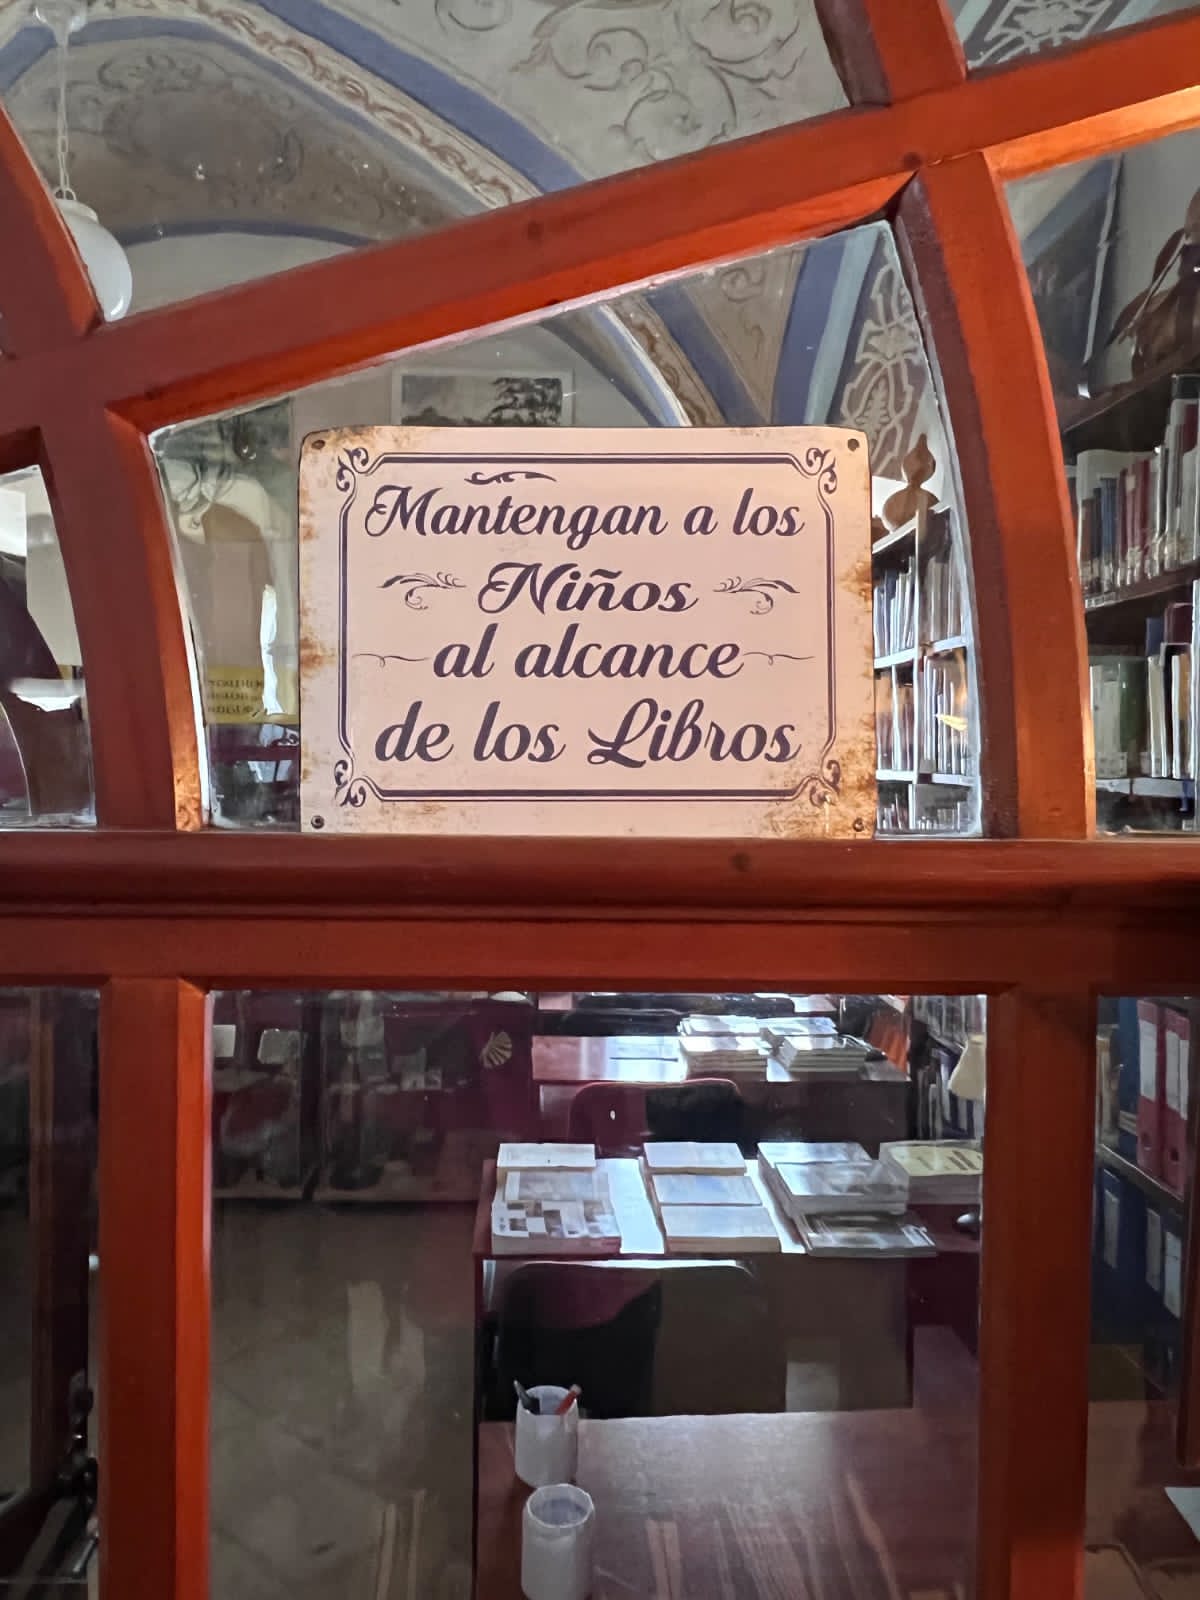 Mantengan a los
Niños
al alcance
de los Libros